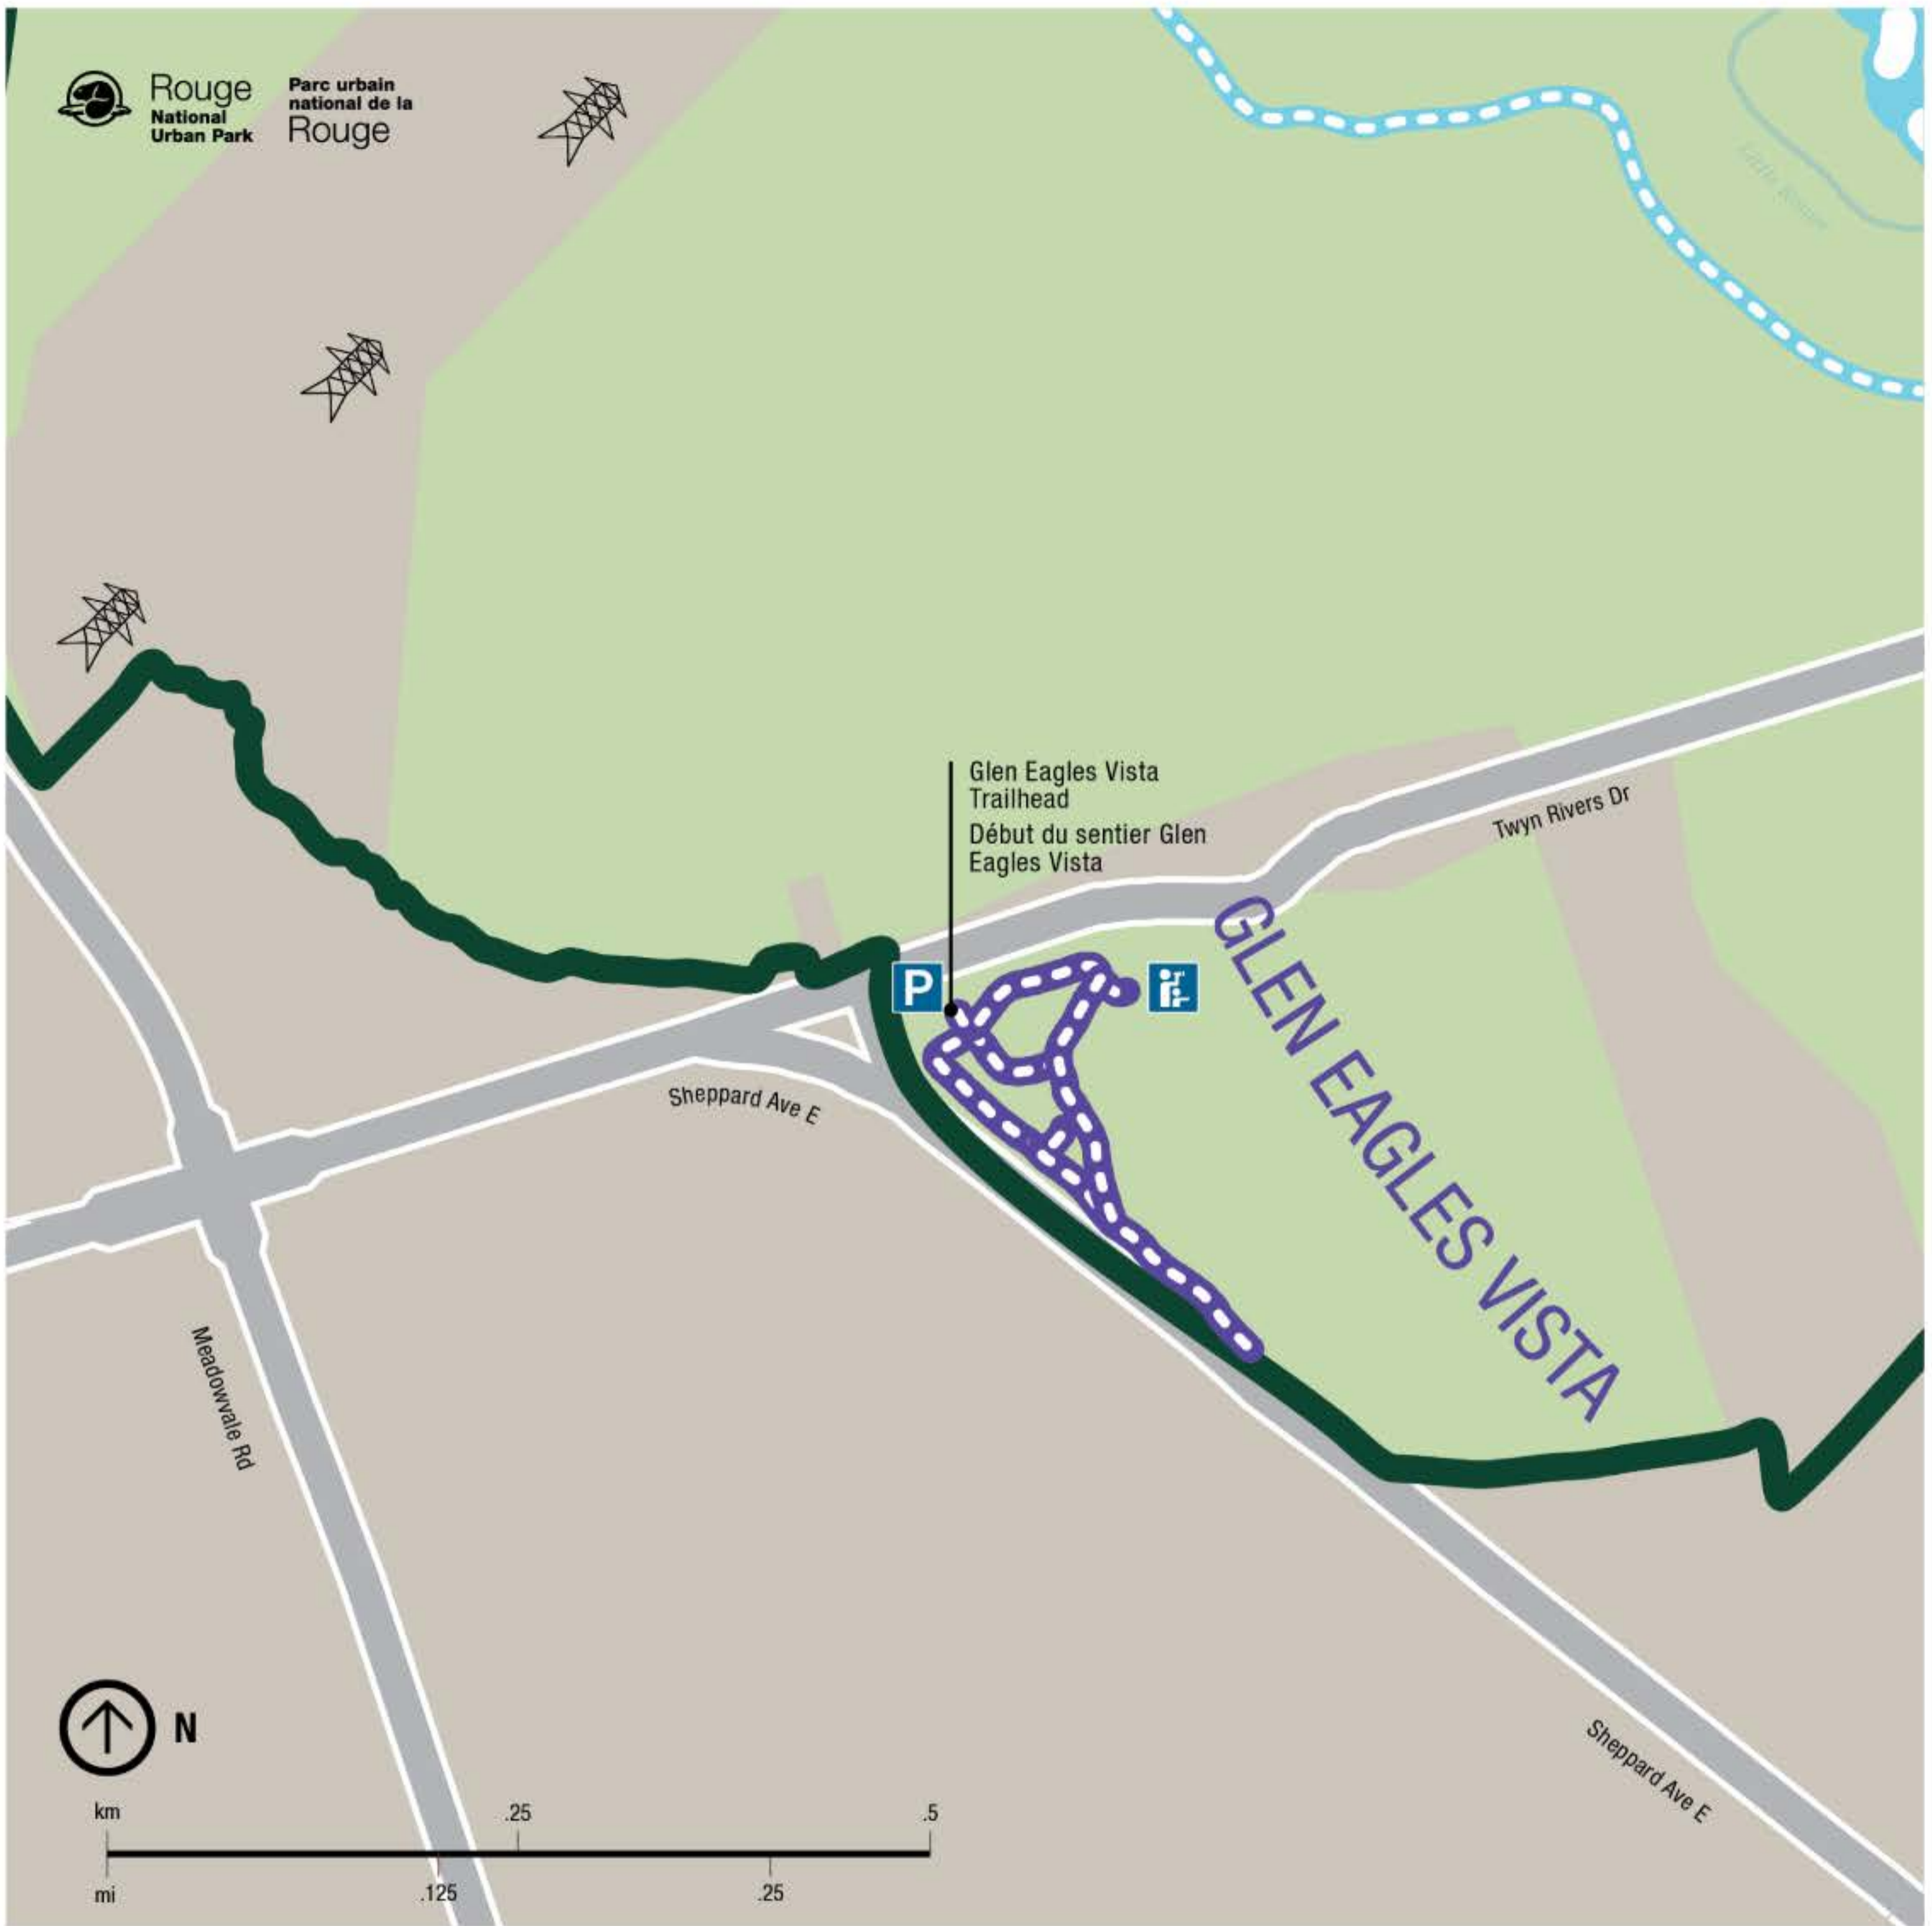 Rouge
National
Urban Park
Parc urbain
national de la
Rouge
Little Rouge
Glen Eagles Vista
Trailhead
Début du sentier Glen
Eagles Vista
Twyn Rivers Dr
P
GLEN EAGLES VISTA
Sheppard Ave E
Meadowvale Rd
Sheppard Ave E
N
km .25 .5
mi .125 .25